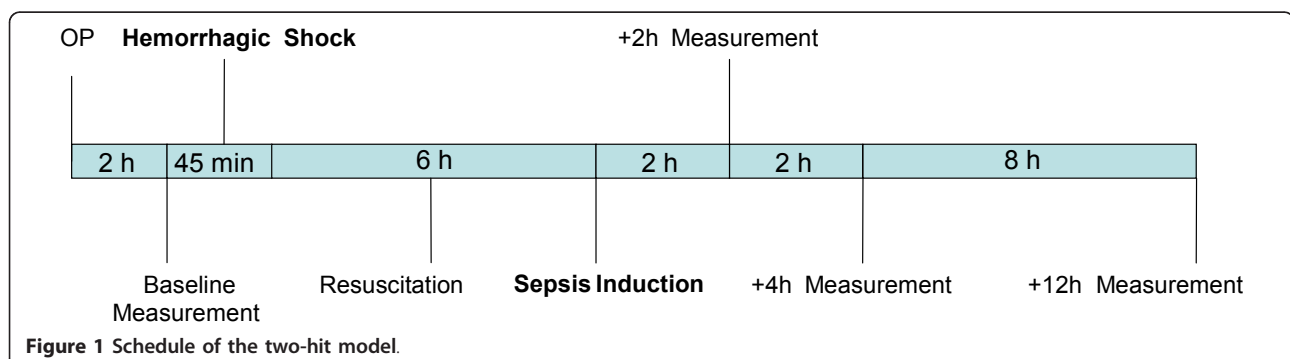 OP Hemorrhagic Shock +2h Measurement
2 h 45 min 6 h 2 h 2 h 8 h
Baseline Measurement Resuscitation Sepsis Induction +4h Measurement +12h Measurement
Figure 1 Schedule of the two-hit model.